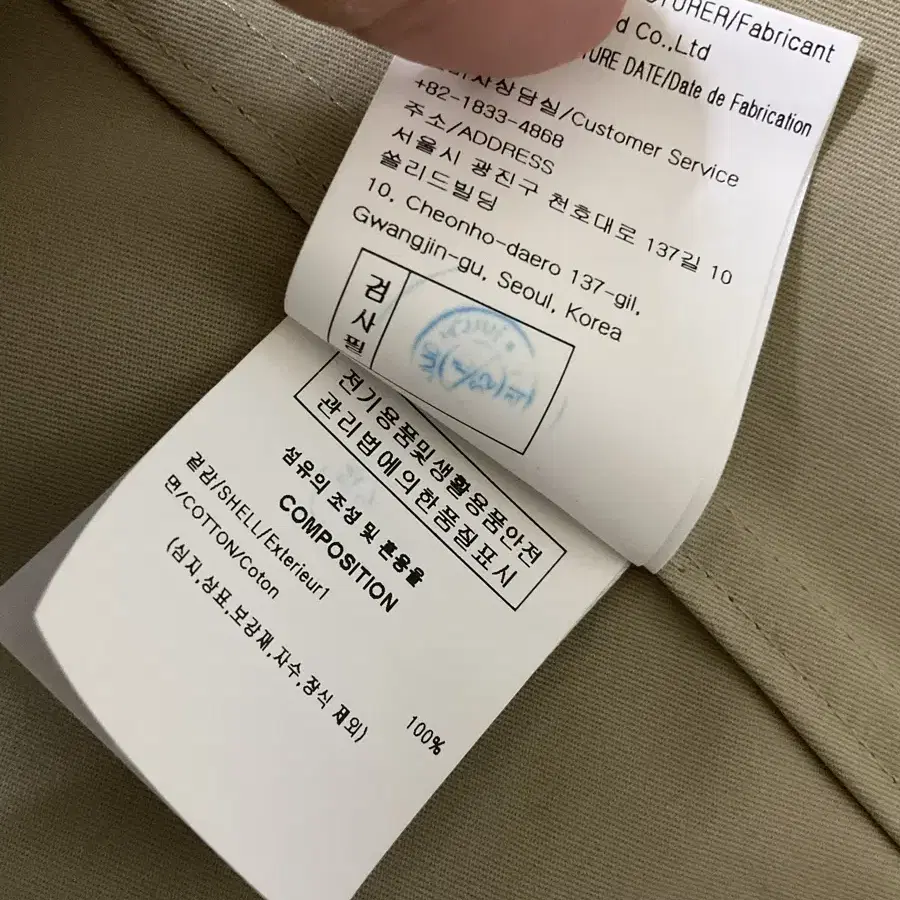 TURER/Fabricant
d Co.,Ltd
TURE DATE/Date de Fabrication
상담실/Customer Service
+82-1833-4868
주소/ADDRESS
서울시 광진구 천호대로 137길 10
쏠리드빌딩
10, Cheonho-daero 137-gil,
Gwangjin-gu, Seoul, Korea
검사필
전기용품및생활용품안전
관리법에의한품질표시
섬유의 조성 및 혼용율
COMPOSITION
겉감/SHELL/Exterieur1
면/COTTON/Coton
100%
(심지,상표,보강재,자수,장식 제외)